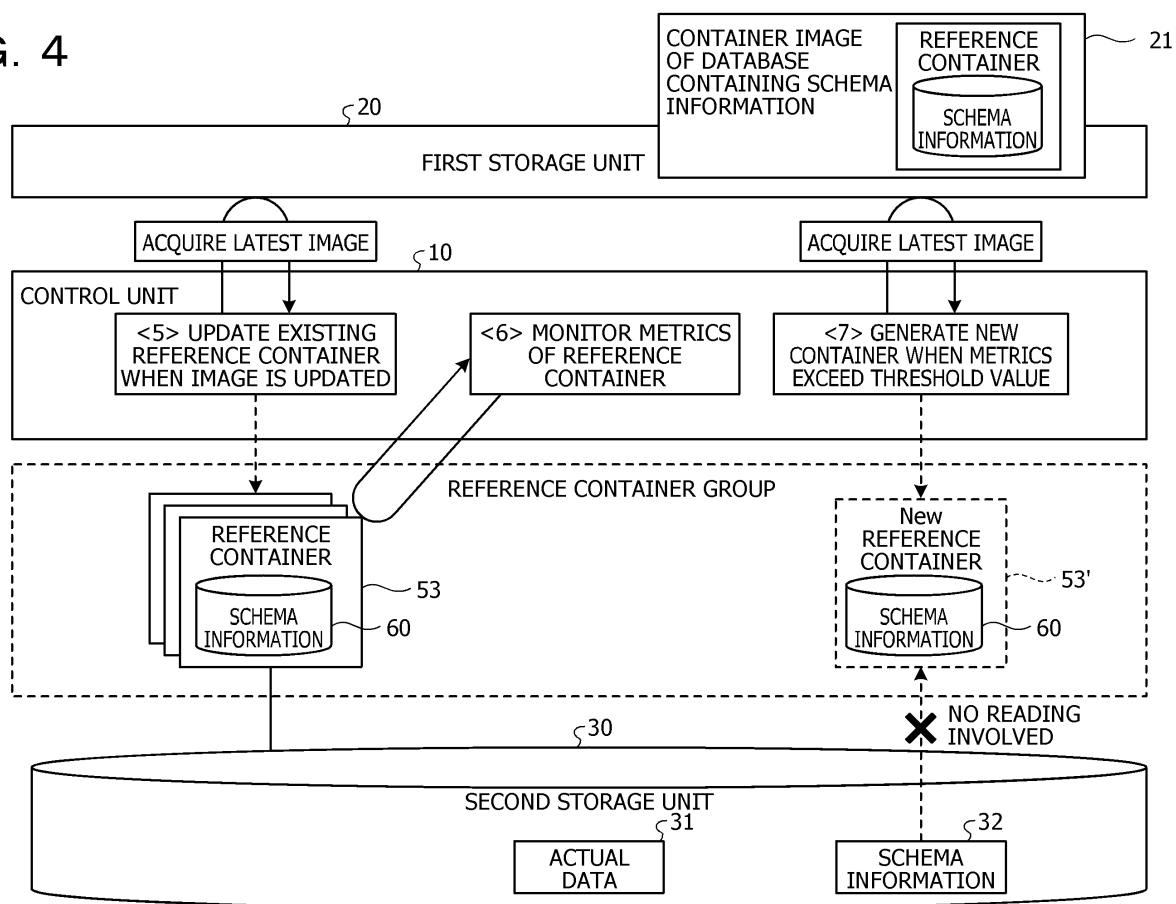 G. 4
CONTAINER IMAGE
OF DATABASE
CONTAINING SCHEMA
INFORMATION
REFERENCE
CONTAINER
SCHEMA
INFORMATION
21
20
FIRST STORAGE UNIT
ACQUIRE LATEST IMAGE
ACQUIRE LATEST IMAGE
10
CONTROL UNIT
<5> UPDATE EXISTING
REFERENCE CONTAINER
WHEN IMAGE IS UPDATED
<6> MONITOR METRICS
OF REFERENCE
CONTAINER
<7> GENERATE NEW
CONTAINER WHEN METRICS
EXCEED THRESHOLD VALUE
REFERENCE CONTAINER GROUP
REFERENCE
CONTAINER
53
SCHEMA
INFORMATION
60
New
REFERENCE
CONTAINER
53'
SCHEMA
INFORMATION
60
NO READING
INVOLVED
30
SECOND STORAGE UNIT
31
ACTUAL
DATA
32
SCHEMA
INFORMATION